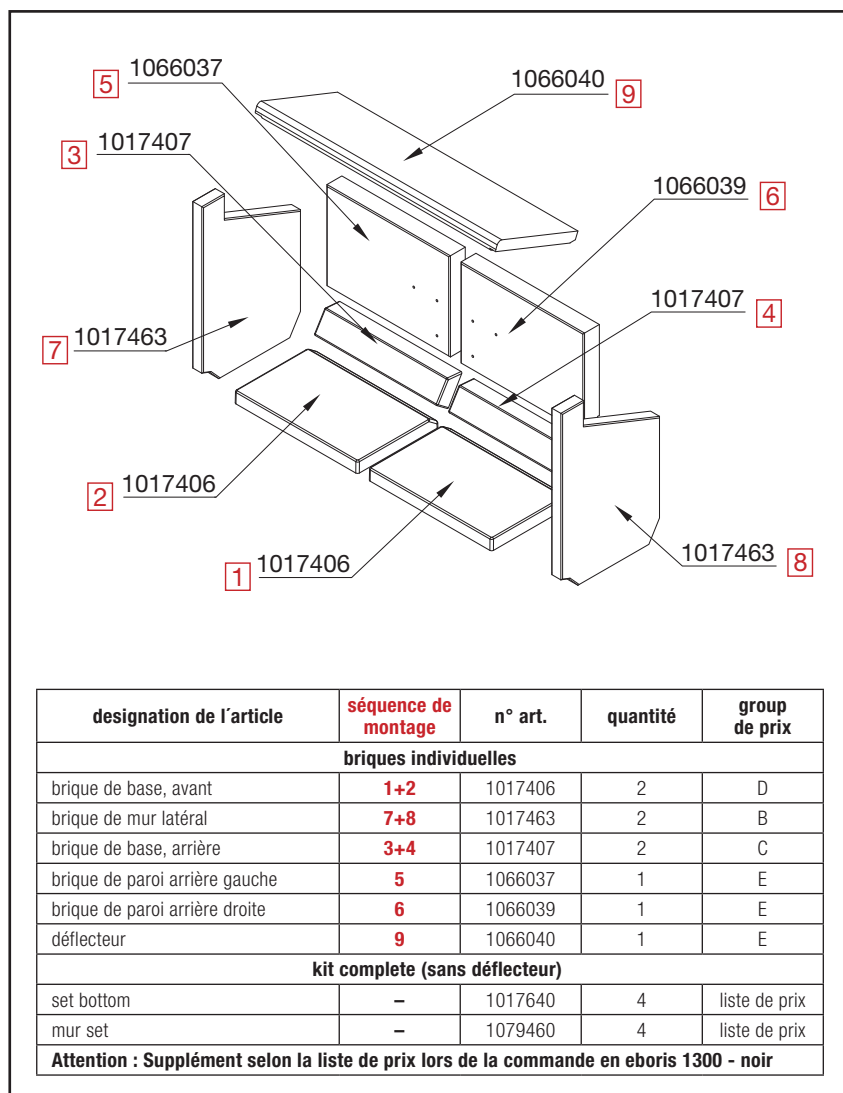 5 1066037
1066040 9
3 1017407
1066039 6
1017407 4
7 1017463
2 1017406
1017463 8
1 1017406
designation de l´article séquence de montage n° art. quantité group de prix
briques individuelles
brique de base, avant 1+2 1017406 2 D
brique de mur latéral 7+8 1017463 2 B
brique de base, arrière 3+4 1017407 2 C
brique de paroi arrière gauche 5 1066037 1 E
brique de paroi arrière droite 6 1066039 1 E
déflecteur 9 1066040 1 E
kit complete (sans déflecteur)
set bottom – 1017640 4 liste de prix
mur set – 1079460 4 liste de prix
Attention : Supplément selon la liste de prix lors de la commande en eboris 1300 - noir